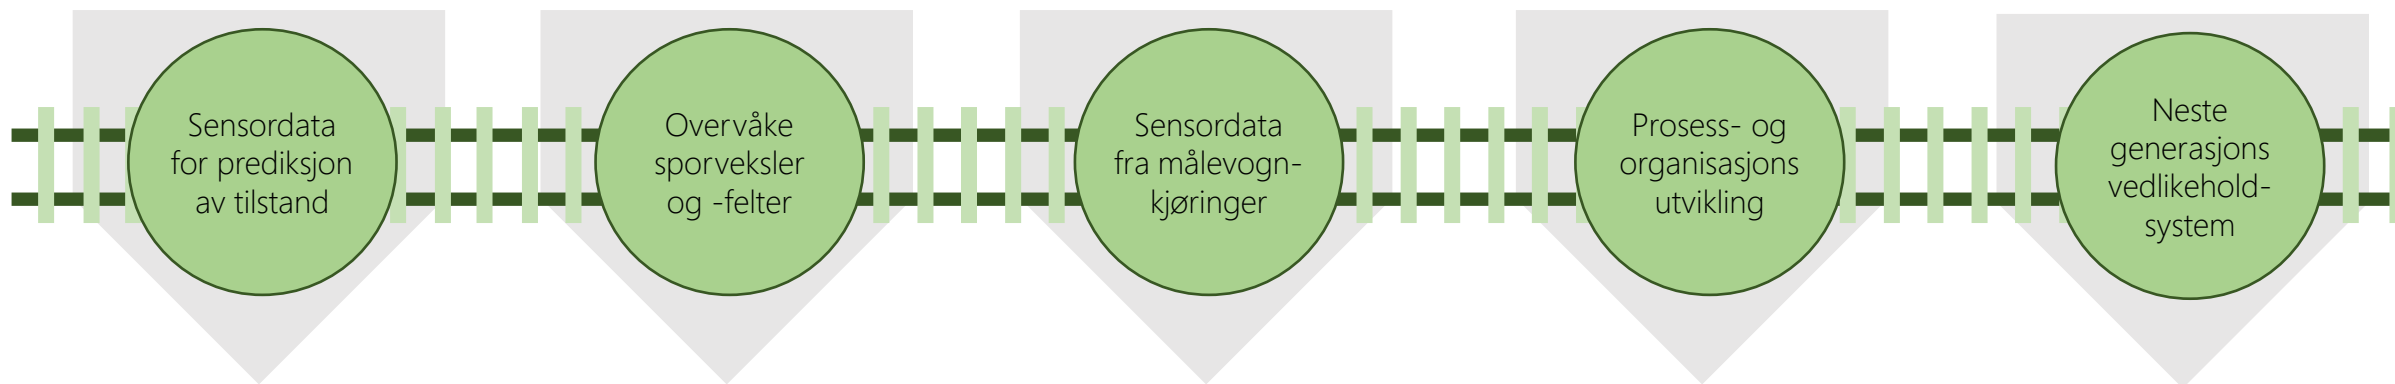 Sensordata
for prediksjon
av tilstand
Overvåke
sporveksler
og -felter
Sensordata
fra målevogn-
kjøringer
Prosess- og
organisasjons
utvikling
Neste
generasjons
vedlikehold-
system